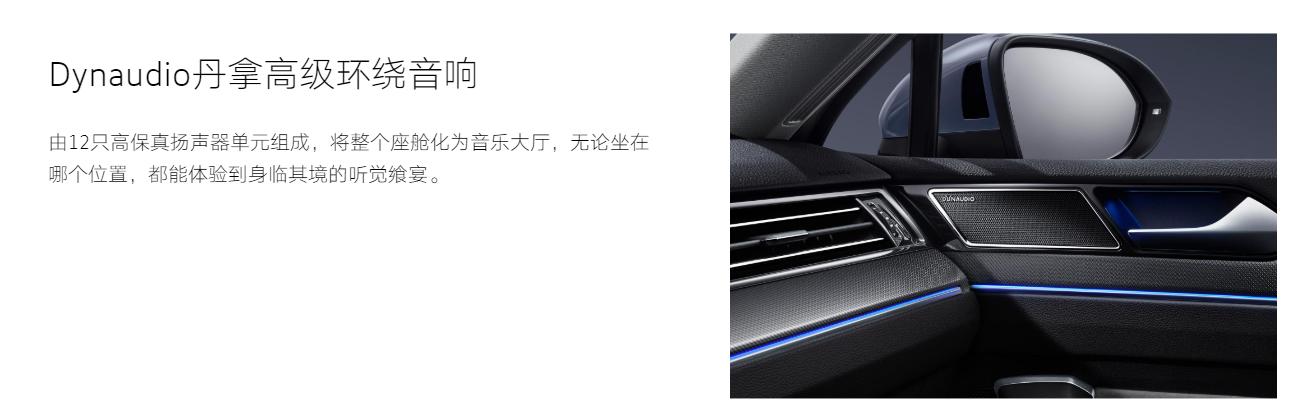 Dynaudio丹拿高级环绕音响
由12只高保真扬声器单元组成，将整个座舱化为音乐大厅，无论坐在
哪个位置，都能体验到身临其境的听觉飨宴。
DYNAUDIO